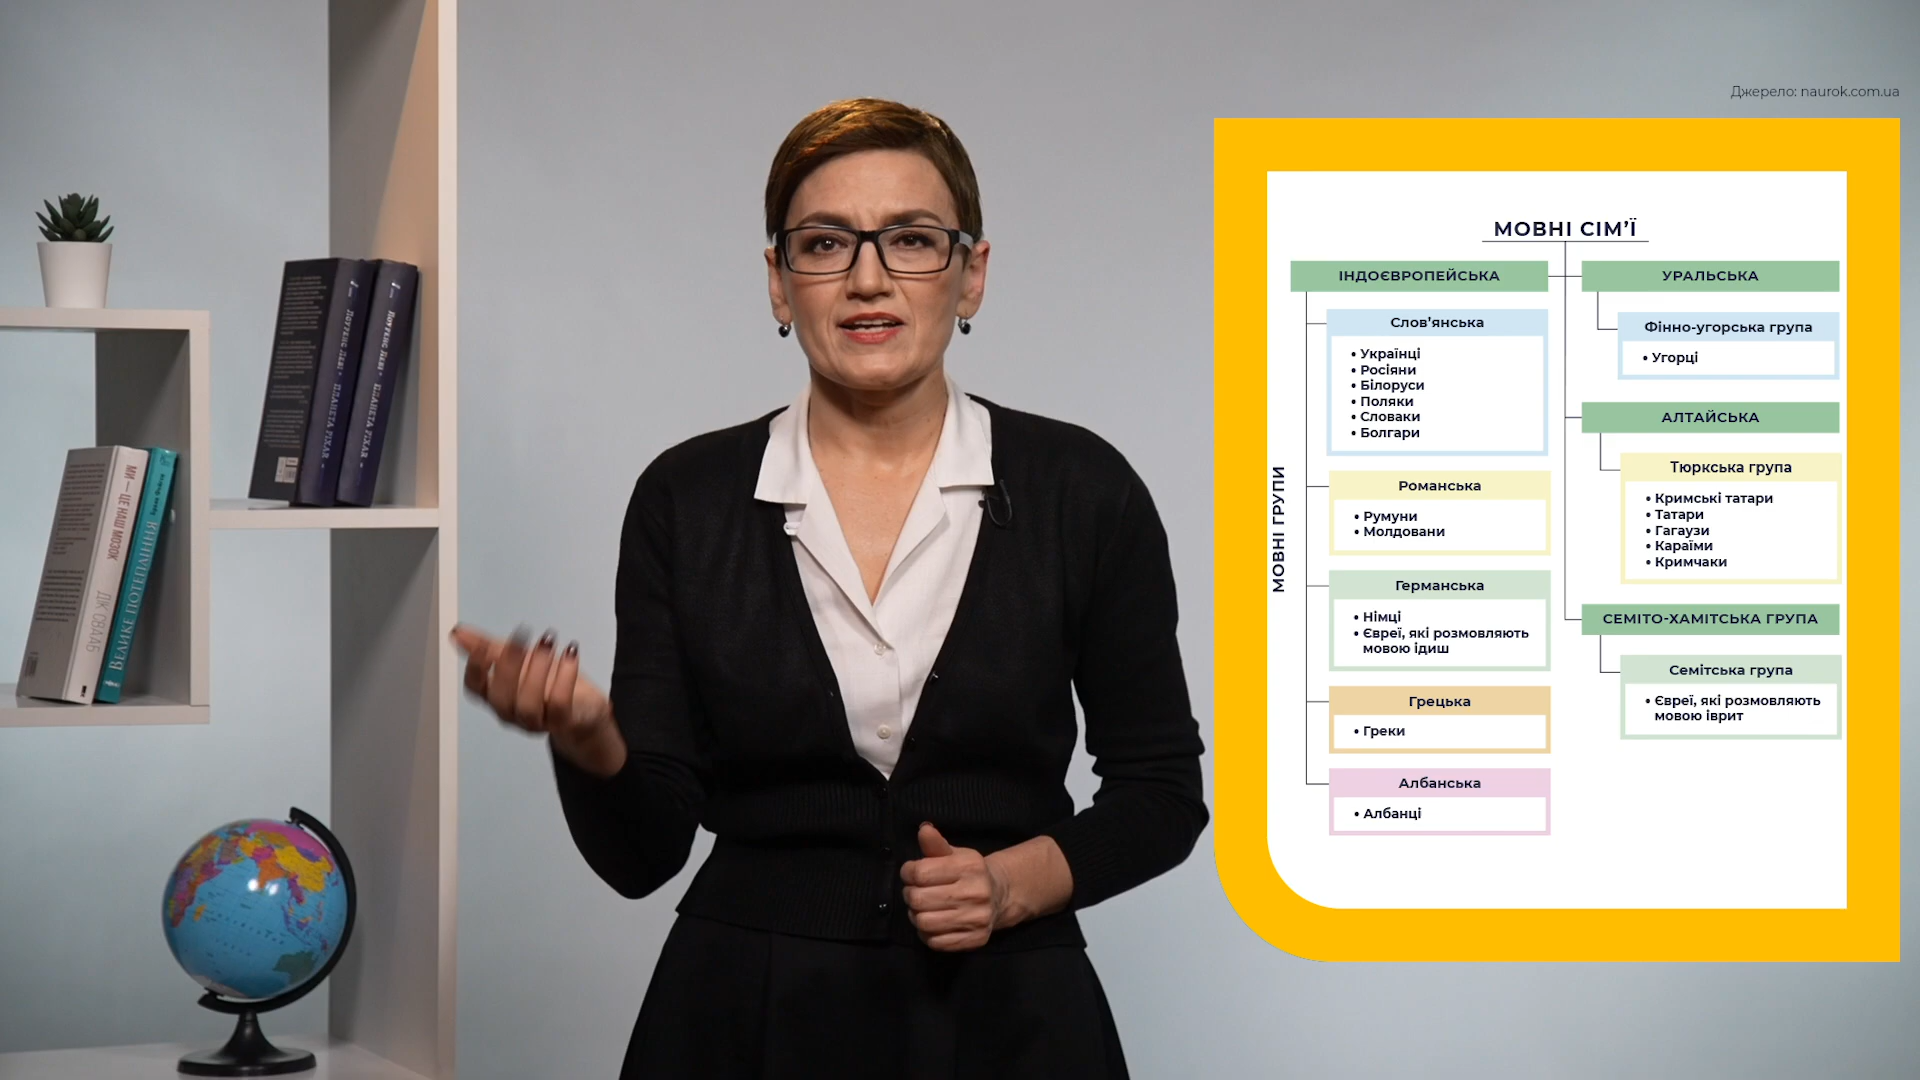 Джерело: naurok.com.ua
МОВНІ СІМ’Ї
МОВНІ ГРУПИ
ІНДОЄВРОПЕЙСЬКА
Слов’янська
• Українці
• Росіяни
• Білоруси
• Поляки
• Словаки
• Болгари
Романська
• Румуни
• Молдовани
Германська
• Німці
• Євреї, які розмовляють
мовою ідиш
Грецька
• Греки
Албанська
• Албанці
УРАЛЬСЬКА
Фінно-угорська група
• Угорці
АЛТАЙСЬКА
Тюркська група
• Кримські татари
• Татари
• Гагаузи
• Караїми
• Кримчаки
СЕМІТО-ХАМІТСЬКА ГРУПА
Семітська група
• Євреї, які розмовляють
мовою іврит
ПЛАНЕТА РІХАЯ
ПЛАНЕТА РІХАЯ
МИ — ЦЕ НАШ МОЗОК
ДІК СВААБ
ВЕЛИКЕ ПОТЕПЛІННЯ